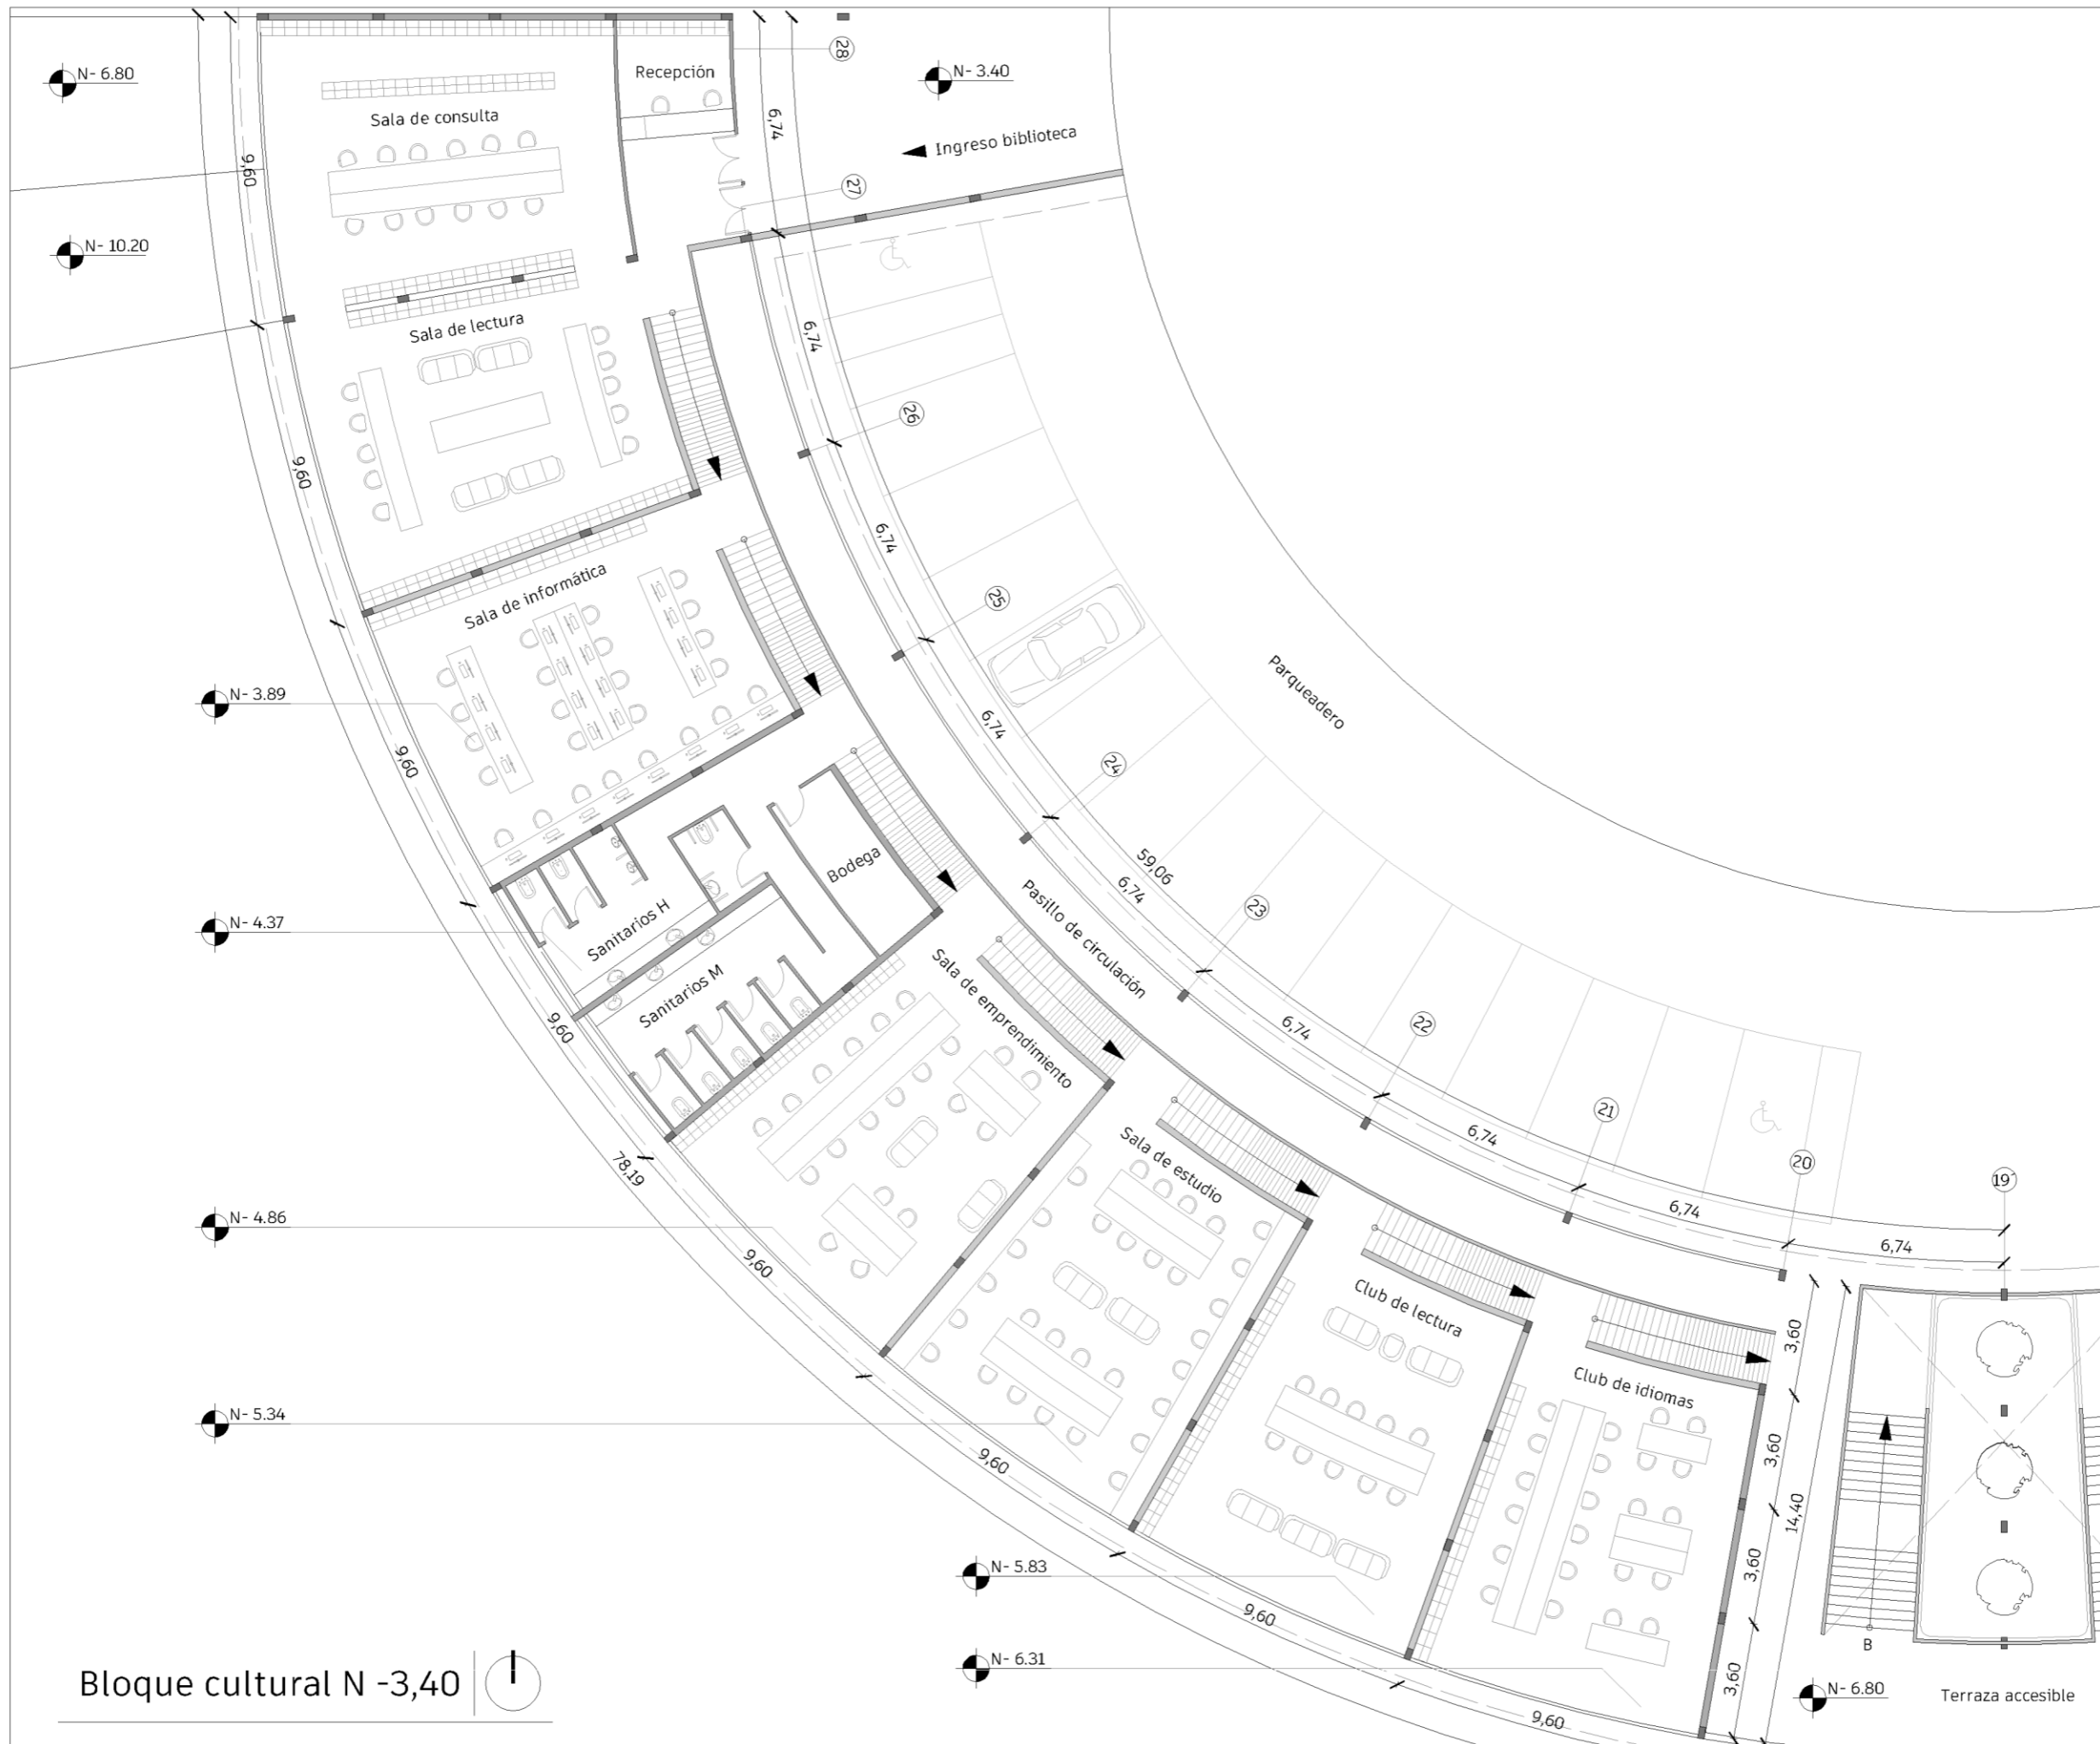 28
N- 6.80
Recepción
N- 3.40
Sala de consulta
6,74
Ingreso biblioteca
9,60
27
N- 10.20
Sala de lectura
6,74
26
9,60
6,74
Sala de informática
25
N- 3.89
Parqueadero
6,74
9,60
24
59,06
Bodega
6,74
Pasillo de circulación
23
N- 4.37
Sanitarios H
Sanitarios M
Sala de emprendimiento
9,60
6,74
22
21
6,74
20
78,19
Sala de estudio
19'
N- 4.86
6,74
6,74
9,60
Club de lectura
3,60
Club de idiomas
N- 5.34
3,60
9,60
14,40
N- 5.83
3,60
9,60
B
N- 6.31
3,60
N- 6.80
Terraza accesible
Bloque cultural N -3,40
9,60